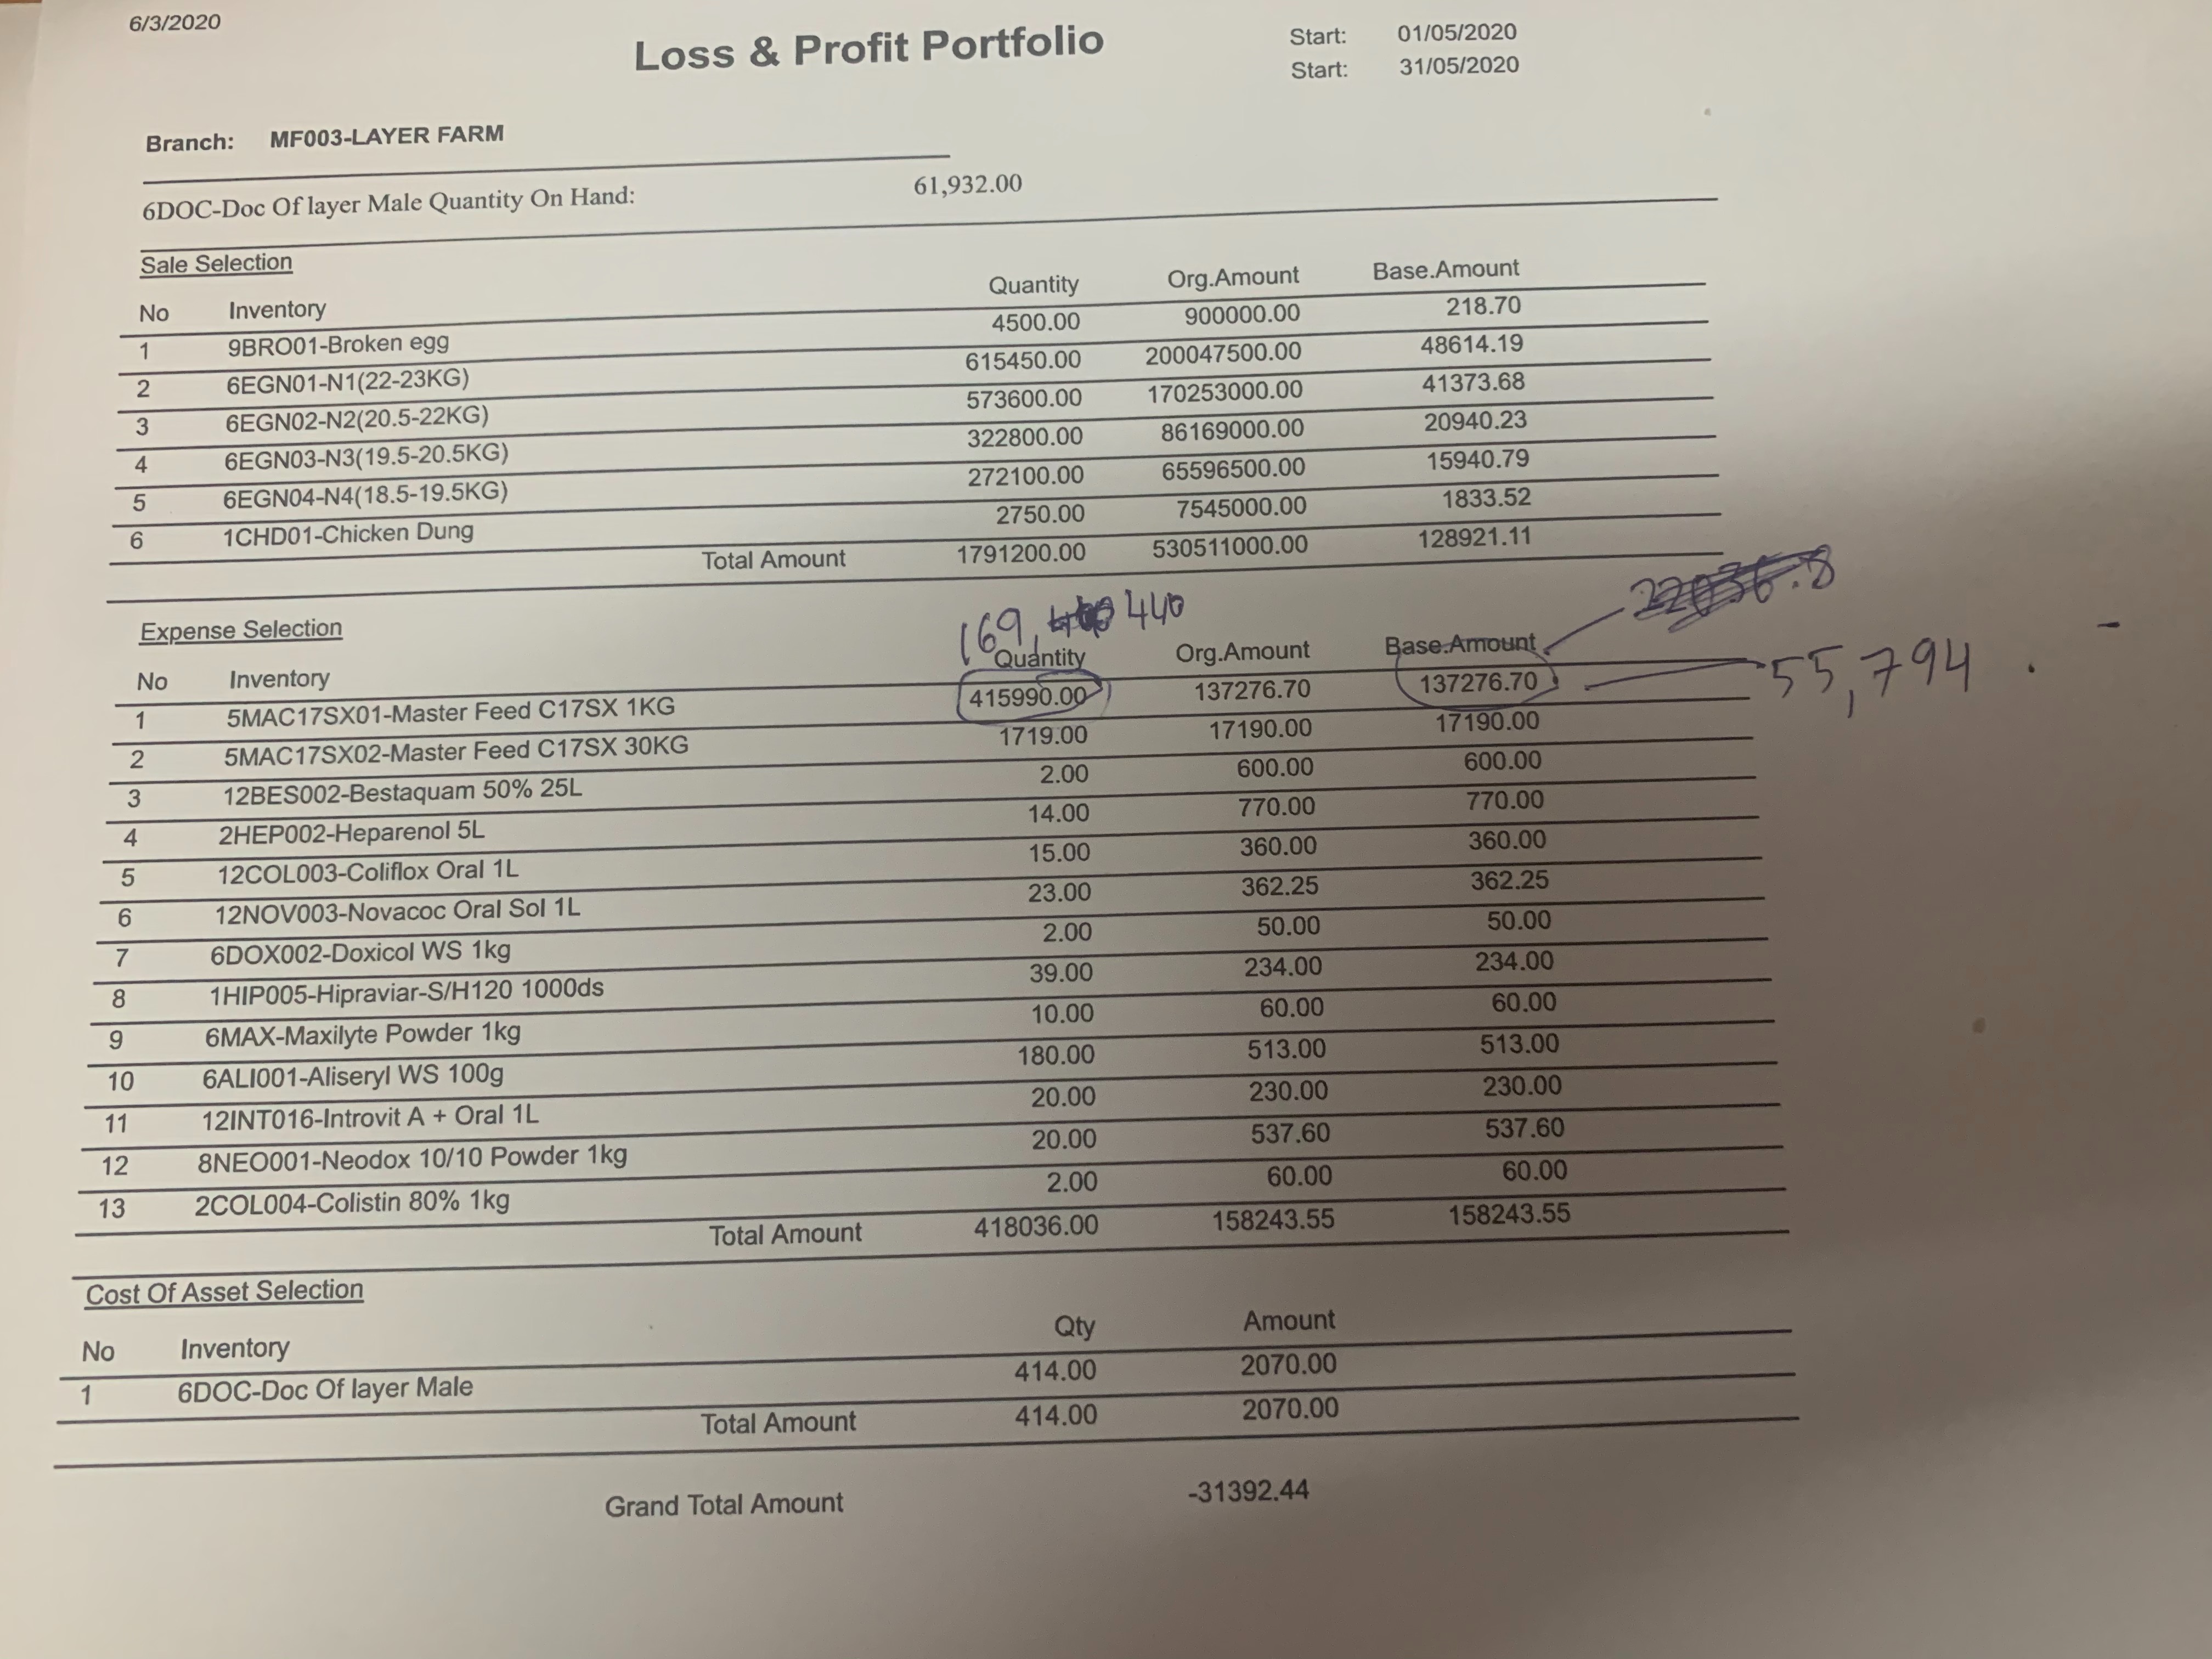 6/3/2020
Loss & Profit Portfolio
Start: 01/05/2020
Start: 31/05/2020
Branch: MF003-LAYER FARM
6DOC-Doc Of layer Male Quantity On Hand: 61,932.00
Sale Selection
No Inventory Quantity Org.Amount Base.Amount
1 9BRO01-Broken egg 4500.00 900000.00 218.70
2 6EGN01-N1(22-23KG) 615450.00 200047500.00 48614.19
3 6EGN02-N2(20.5-22KG) 573600.00 170253000.00 41373.68
4 6EGN03-N3(19.5-20.5KG) 322800.00 86169000.00 20940.23
5 6EGN04-N4(18.5-19.5KG) 272100.00 65596500.00 15940.79
6 1CHD01-Chicken Dung 2750.00 7545000.00 1833.52
Total Amount 1791200.00 530511000.00 128921.11
169, 440
Expense Selection
No Inventory Quantity Org.Amount Base.Amount
1 5MAC17SX01-Master Feed C17SX 1KG 415990.00 137276.70 137276.70 55,794
2 5MAC17SX02-Master Feed C17SX 30KG 1719.00 17190.00 17190.00
3 12BES002-Bestaquam 50% 25L 2.00 600.00 600.00
4 2HEP002-Heparenol 5L 14.00 770.00 770.00
5 12COL003-Coliflox Oral 1L 15.00 360.00 360.00
6 12NOV003-Novacoc Oral Sol 1L 23.00 362.25 362.25
7 6DOX002-Doxicol WS 1kg 2.00 50.00 50.00
8 1HIP005-Hipraviar-S/H120 1000ds 39.00 234.00 234.00
9 6MAX-Maxilyte Powder 1kg 10.00 60.00 60.00
10 6ALI001-Aliseryl WS 100g 180.00 513.00 513.00
11 12INT016-Introvit A + Oral 1L 20.00 230.00 230.00
12 8NEO001-Neodox 10/10 Powder 1kg 20.00 537.60 537.60
13 2COL004-Colistin 80% 1kg 2.00 60.00 60.00
Total Amount 418036.00 158243.55 158243.55
Cost Of Asset Selection
No Inventory Qty Amount
1 6DOC-Doc Of layer Male 414.00 2070.00
Total Amount 414.00 2070.00
Grand Total Amount -31392.44